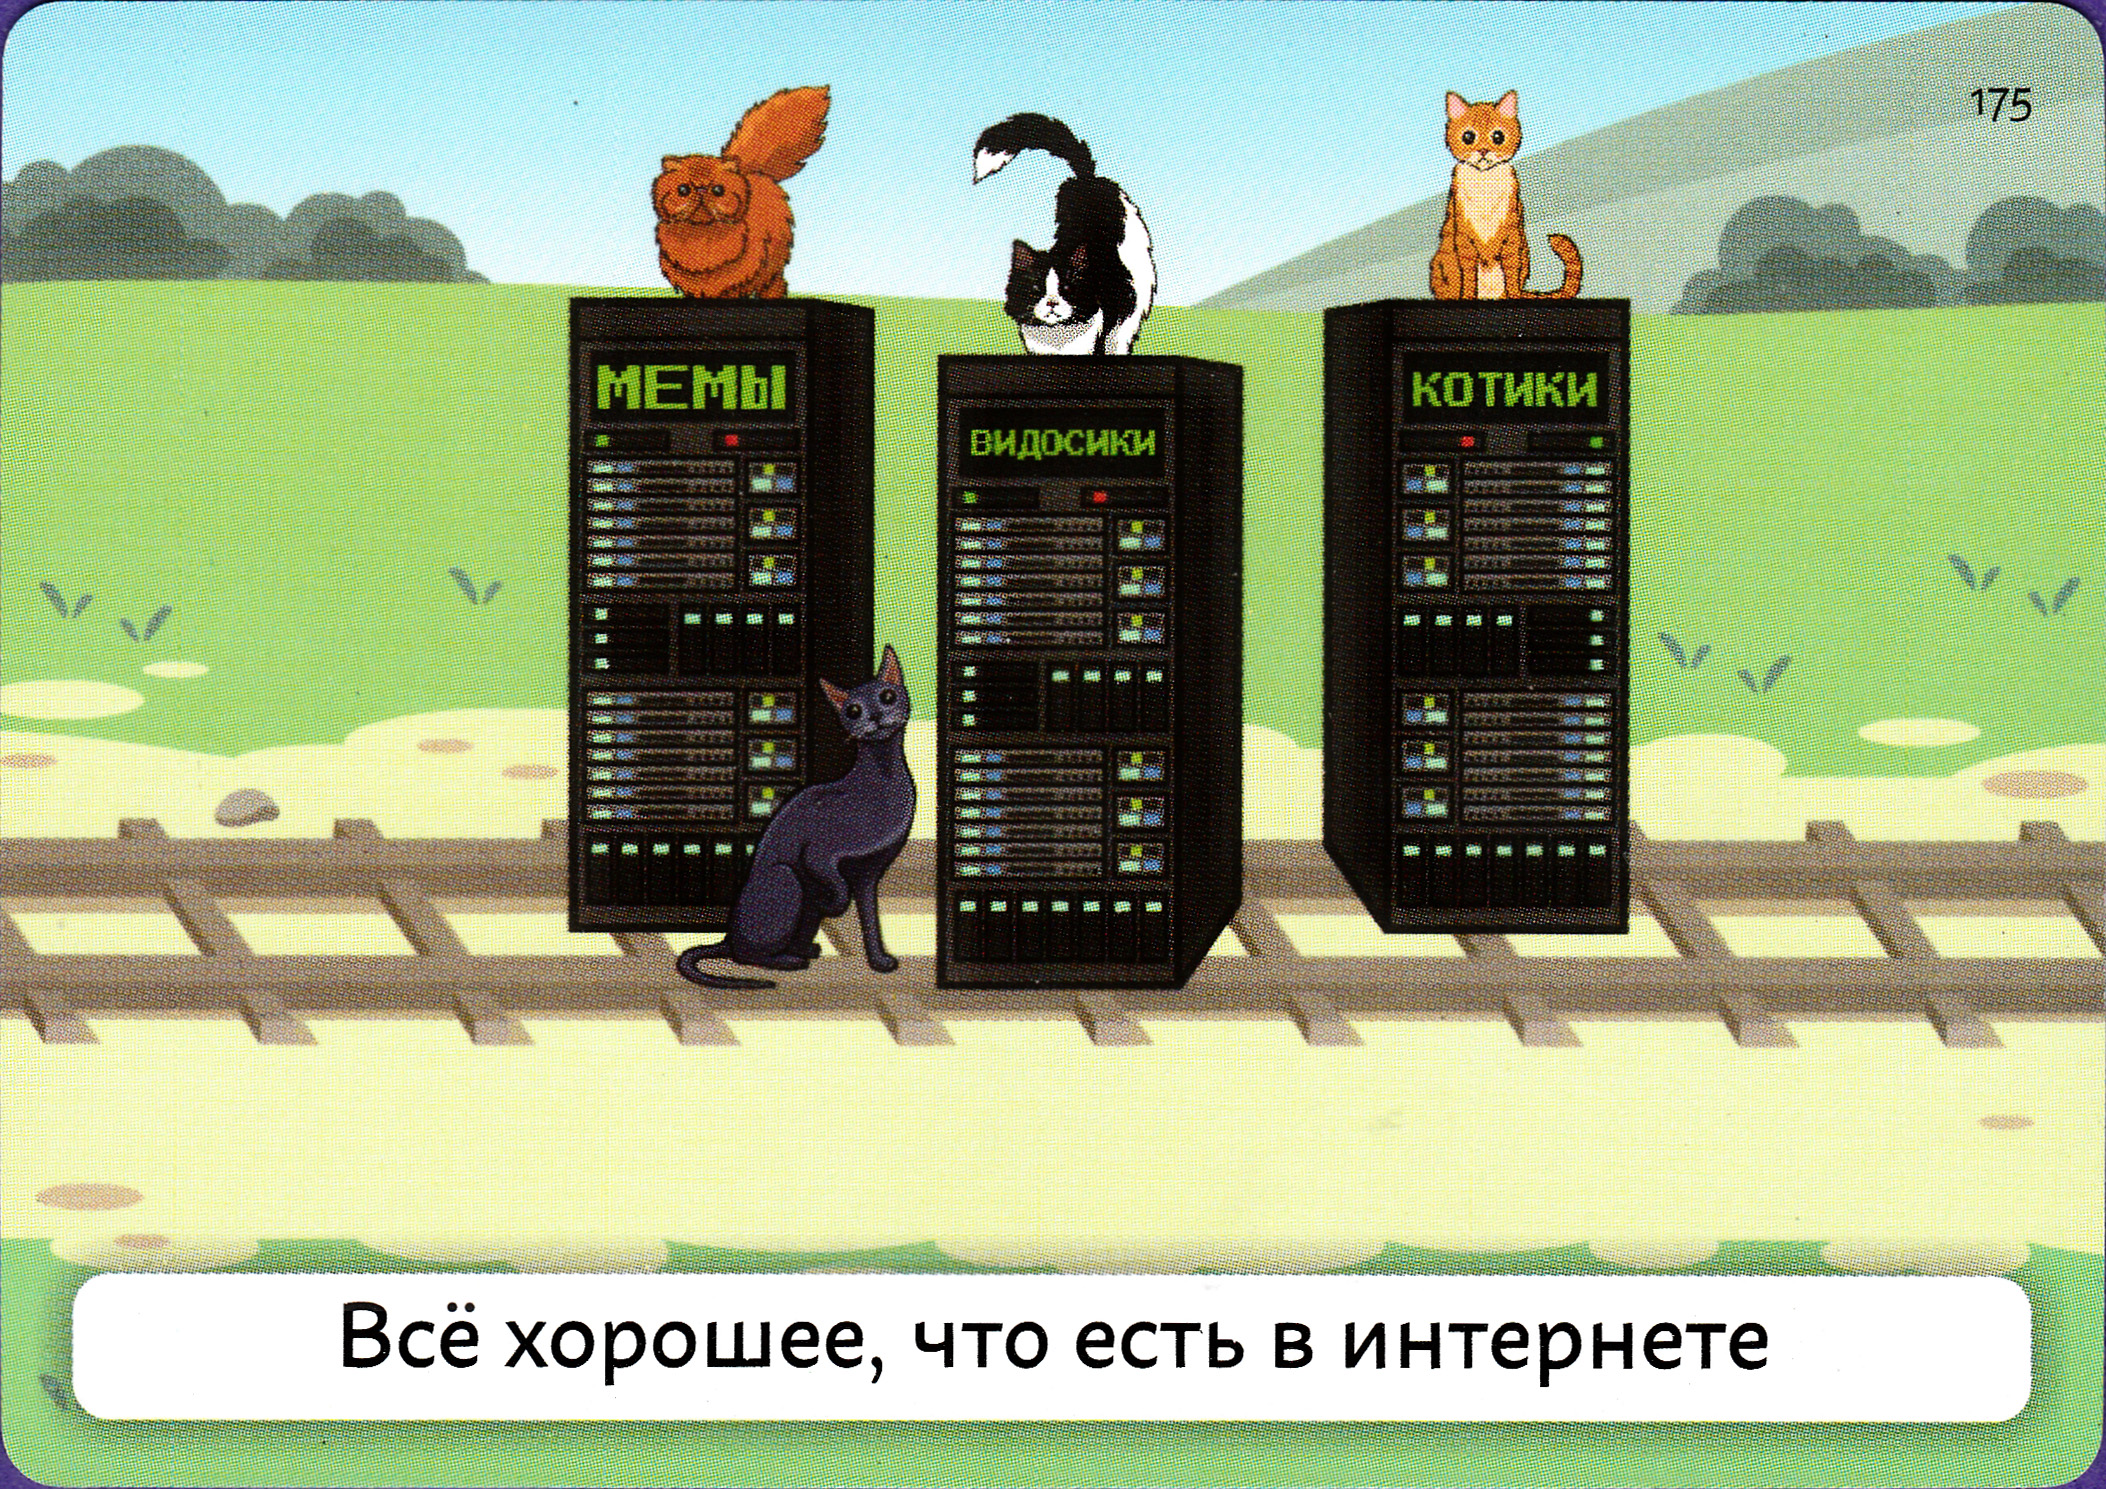 175
МЕМЫ
ВИДОСИКИ
КОТИКИ
Всё хорошее, что есть в интернете